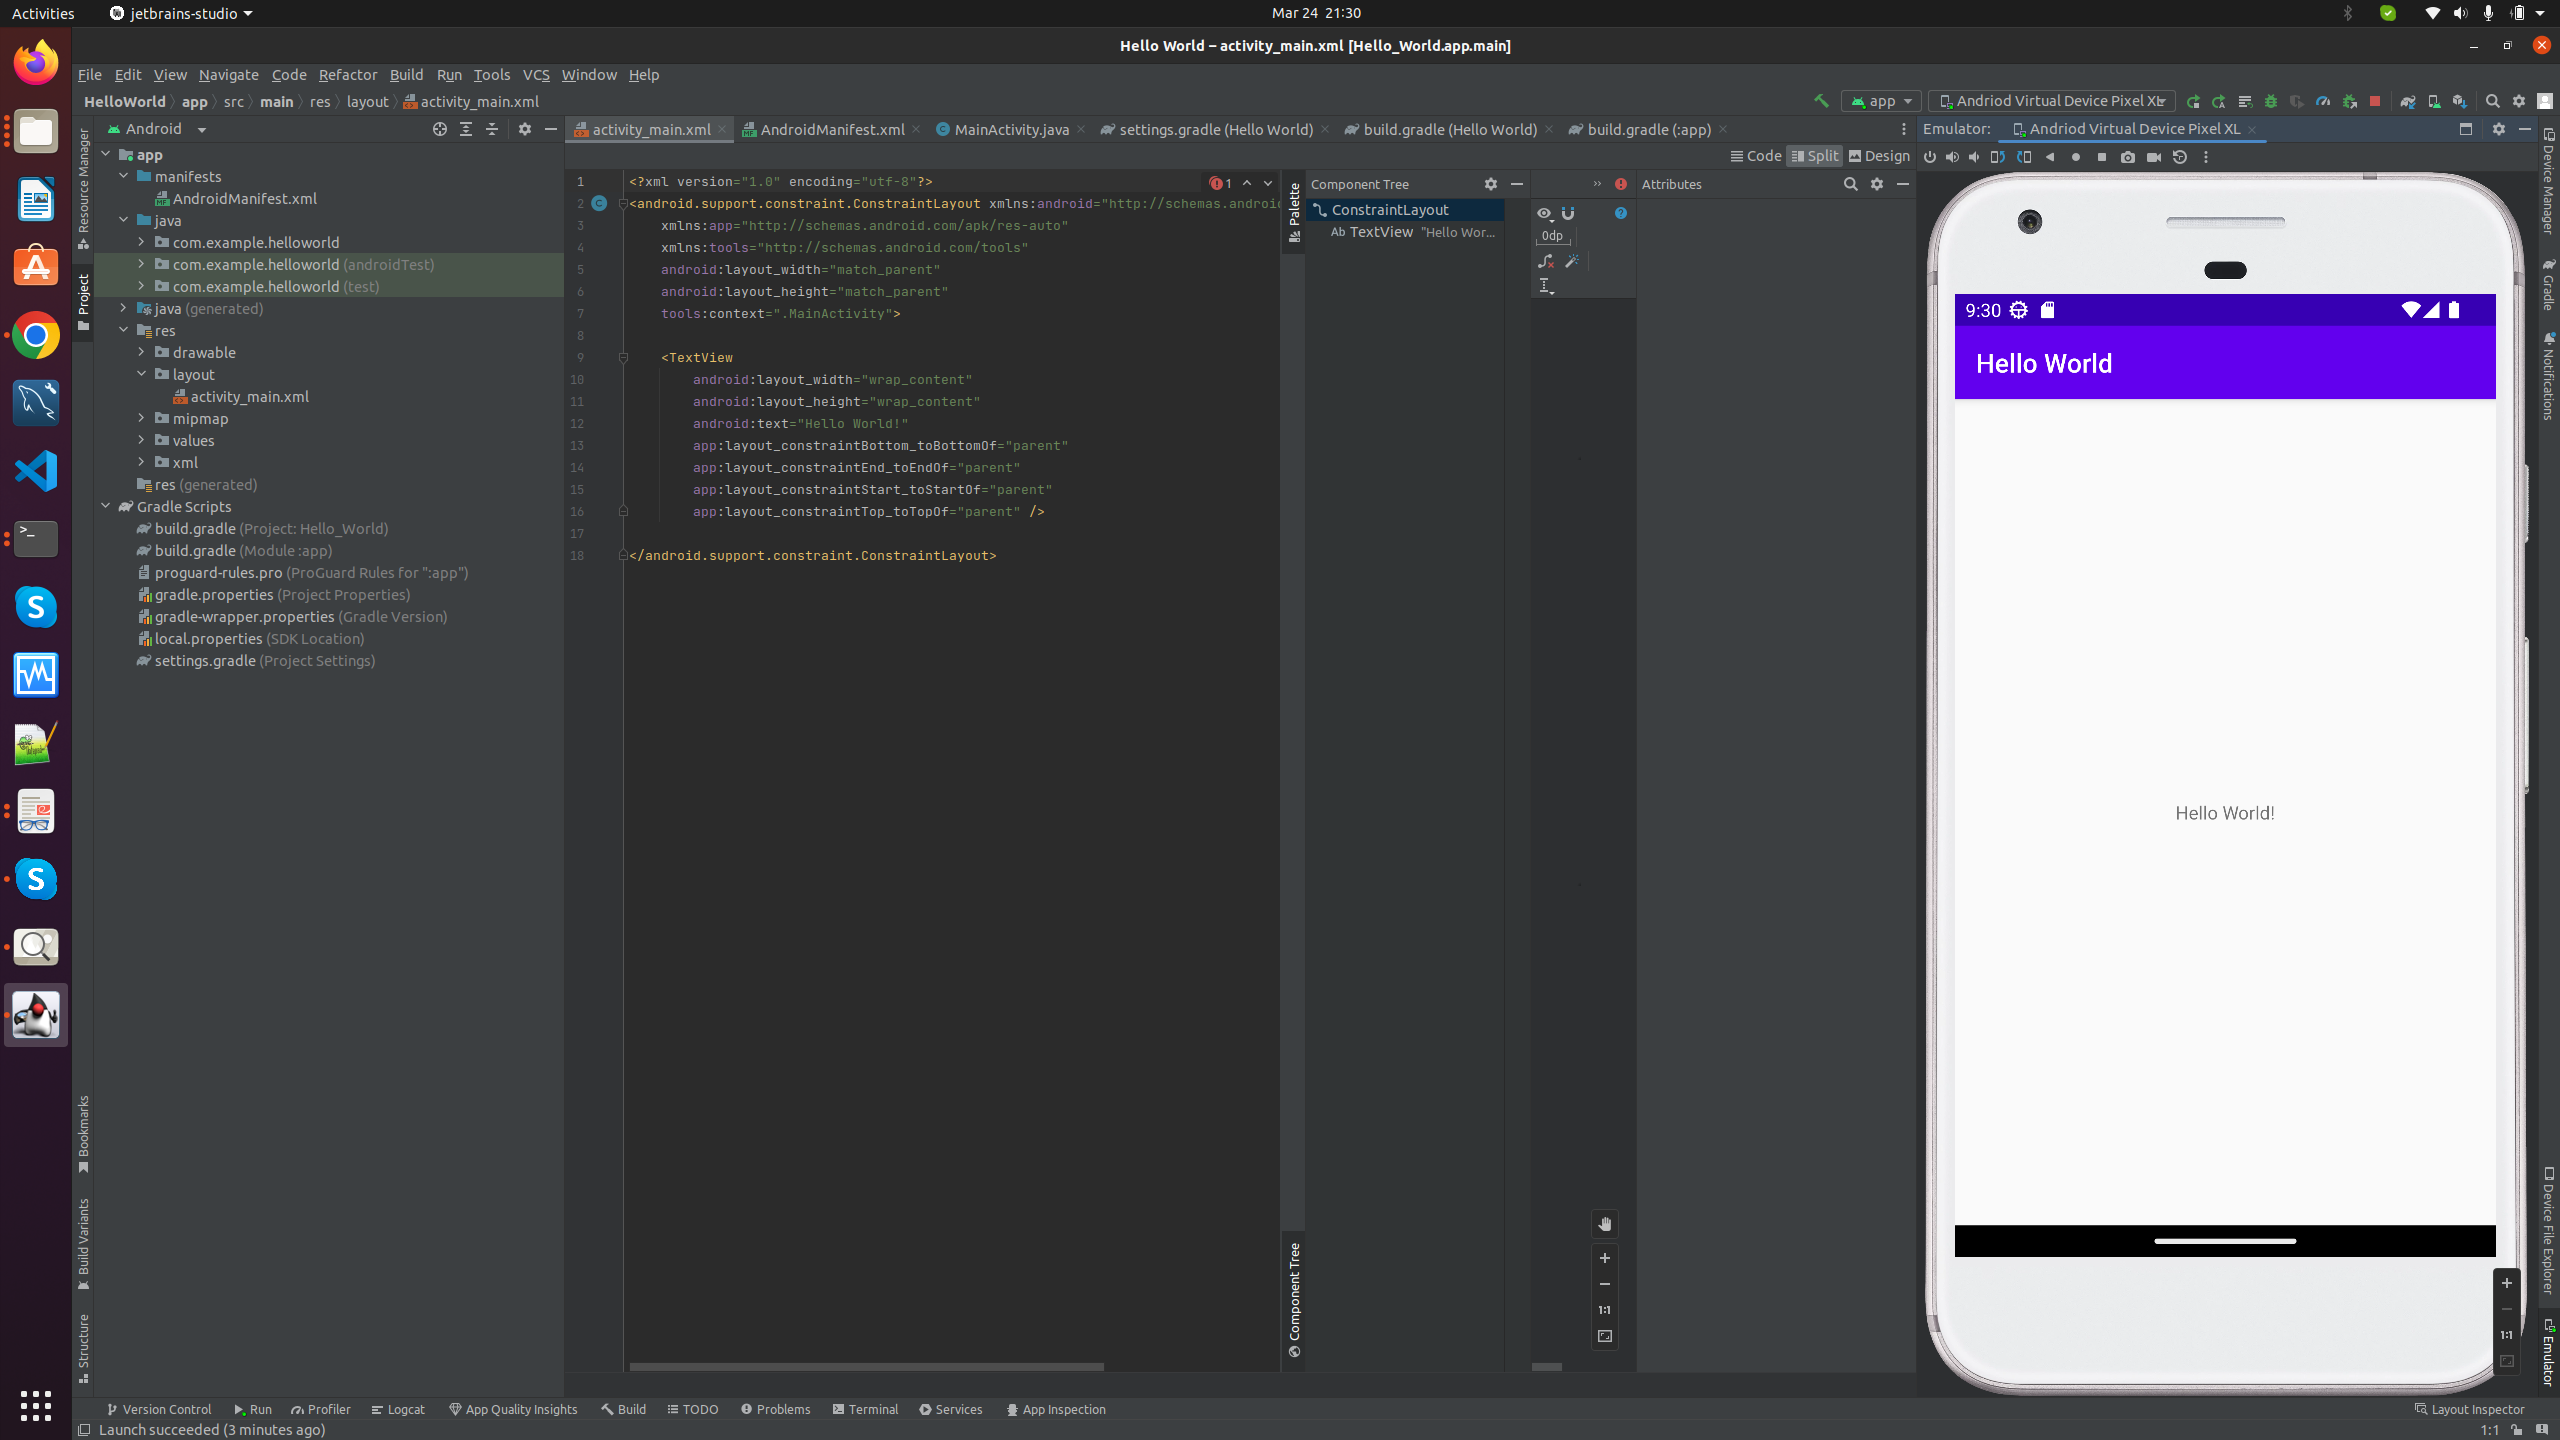 Activities
jetbrains-studio
Mar 24 21:30
Hello World – activity_main.xml [Hello_World.app.main]
File Edit View Navigate Code Refactor Build Run Tools VCS Window Help
HelloWorld app src main res layout activity_main.xml
app
Andriod Virtual Device Pixel XL
Resource Manager
Project
Bookmarks
Build Variants
Structure
Android
app
manifests
AndroidManifest.xml
java
com.example.helloworld
com.example.helloworld (androidTest)
com.example.helloworld (test)
java (generated)
res
drawable
layout
activity_main.xml
mipmap
values
xml
res (generated)
Gradle Scripts
build.gradle (Project: Hello_World)
build.gradle (Module :app)
proguard-rules.pro (ProGuard Rules for ":app")
gradle.properties (Project Properties)
gradle-wrapper.properties (Gradle Version)
local.properties (SDK Location)
settings.gradle (Project Settings)
activity_main.xml AndroidManifest.xml MainActivity.java settings.gradle (Hello World) build.gradle (Hello World) build.gradle (:app)
Code Split Design
1
1 <?xml version="1.0" encoding="utf-8"?>
2 <android.support.constraint.ConstraintLayout xmlns:android="http://schemas.android
3 xmlns:app="http://schemas.android.com/apk/res-auto"
4 xmlns:tools="http://schemas.android.com/tools"
5 android:layout_width="match_parent"
6 android:layout_height="match_parent"
7 tools:context=".MainActivity">
8
9 <TextView
10 android:layout_width="wrap_content"
11 android:layout_height="wrap_content"
12 android:text="Hello World!"
13 app:layout_constraintBottom_toBottomOf="parent"
14 app:layout_constraintEnd_toEndOf="parent"
15 app:layout_constraintStart_toStartOf="parent"
16 app:layout_constraintTop_toTopOf="parent" />
17
18 </android.support.constraint.ConstraintLayout>
Palette
Component Tree
Component Tree
ConstraintLayout
Ab TextView "Hello Wor...
0dp
1:1
Attributes
Emulator: Andriod Virtual Device Pixel XL
9:30
Hello World
Hello World!
1:1
Device Manager
Gradle
Notifications
Device File Explorer
Emulator
Version Control Run Profiler Logcat App Quality Insights Build TODO Problems Terminal Services App Inspection
Layout Inspector
Launch succeeded (3 minutes ago)
1:1